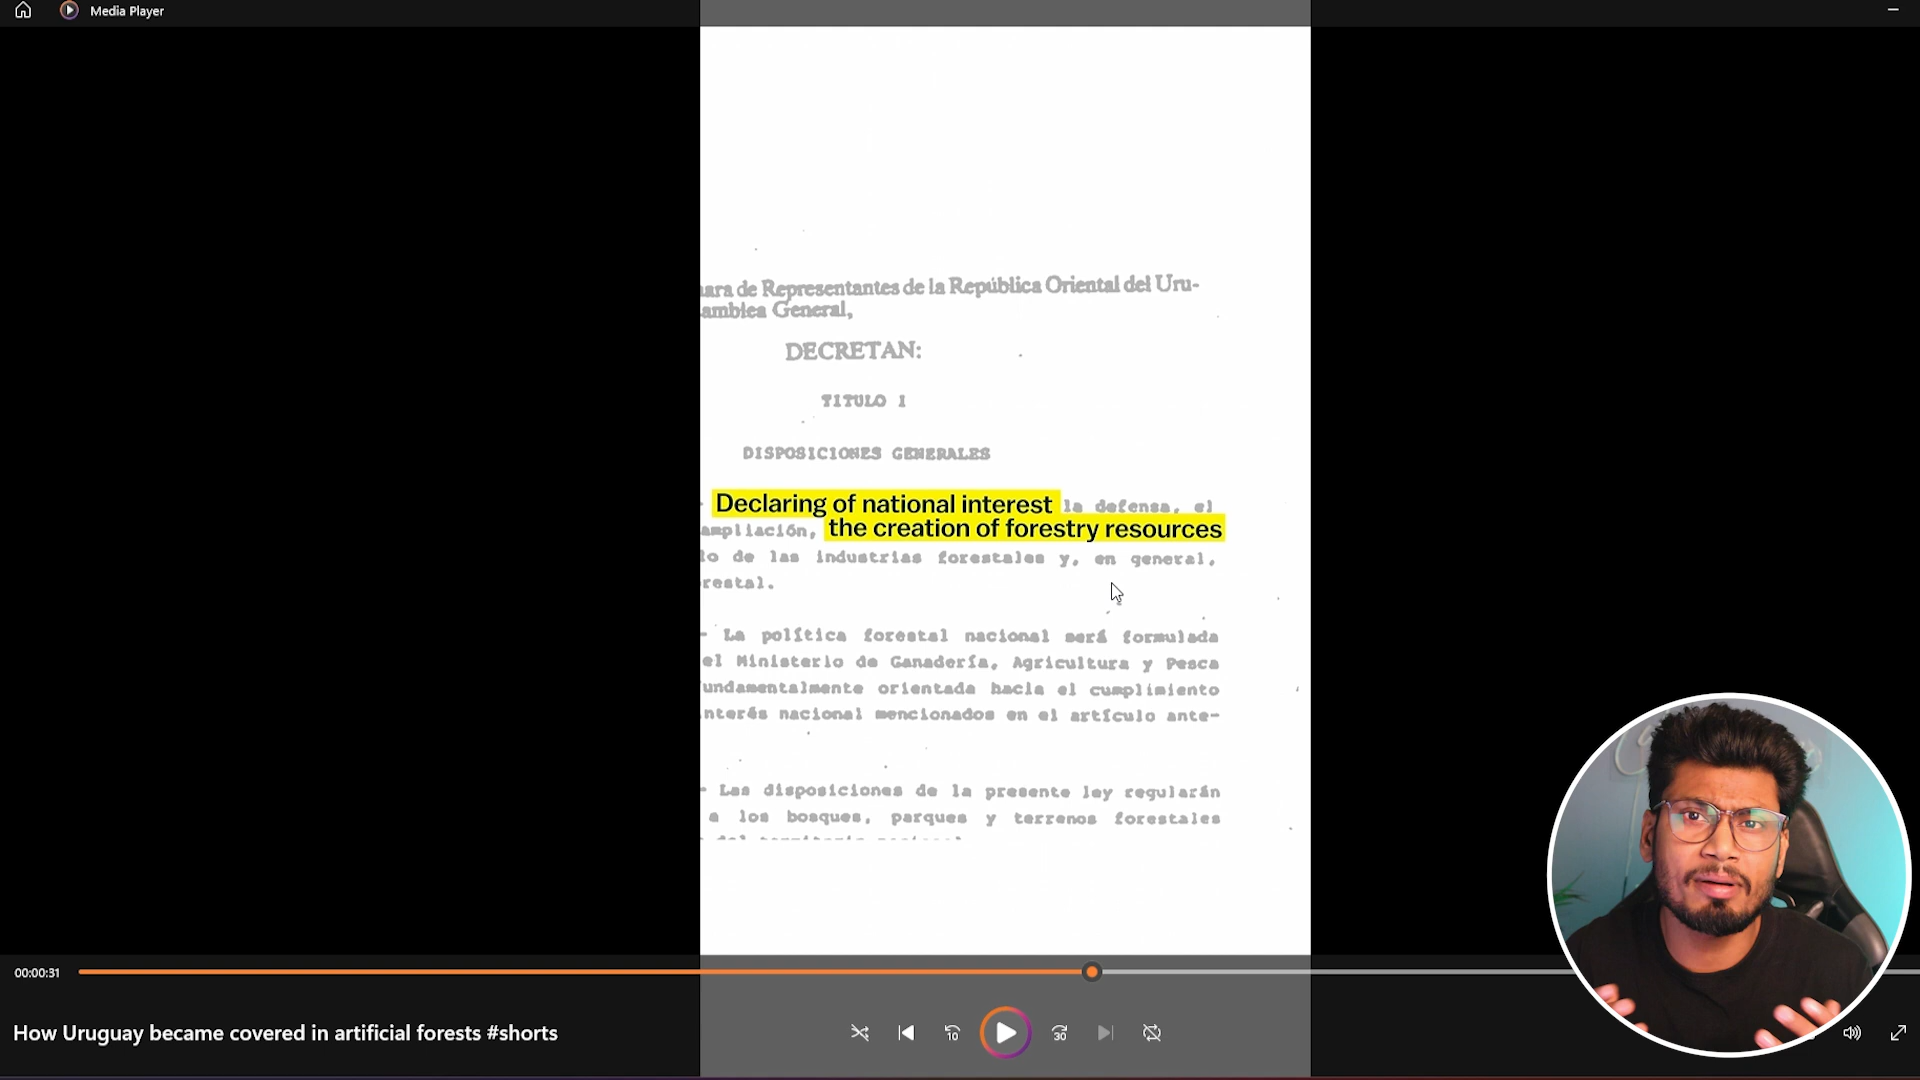 Media Player
ara de Representantes de la República Oriental del Uru-
amblea General,
DECRETAN:
TITULO 1
DISPOSICIONES GENERALES
Declaring of national interest la defensa, el
ampliación, the creation of forestry resources
lo de las industrias forestales y, en general,
restal.
- La política forestal nacional será formulada
el Ministerio de Ganadería, Agricultura y Pesca
undamentalmente orientada hacia el cumplimiento
nterés nacional mencionados en el artículo ante-
- Las disposiciones de la presente ley regularán
a los bosques, parques y terrenos forestales
00:00:31
How Uruguay became covered in artificial forests #shorts
10
30